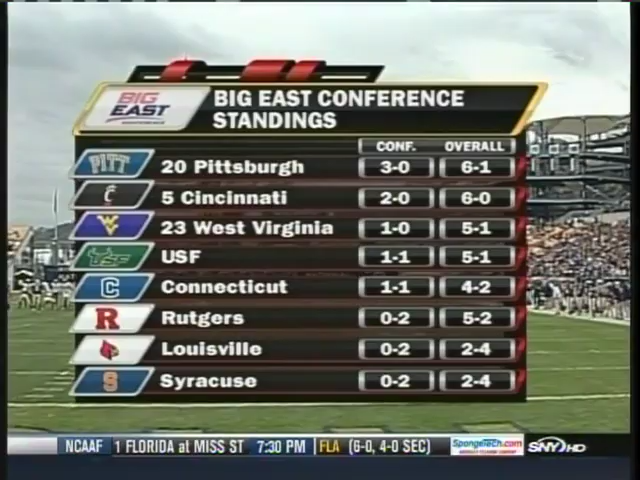 BIG EAST CONFERENCE
BIG EAST CONFERENCE
STANDINGS
CONF. OVERALL
PITT 20 Pittsburgh 3-0 6-1
C 5 Cincinnati 2-0 6-0
WV 23 West Virginia 1-0 5-1
USF USF 1-1 5-1
C Connecticut 1-1 4-2
R Rutgers 0-2 5-2
Louisville 0-2 2-4
S Syracuse 0-2 2-4
NCAAF 1 FLORIDA at MISS ST 7:30 PM FLA (6-0, 4-0 SEC) SpongeTech.com SNY HD